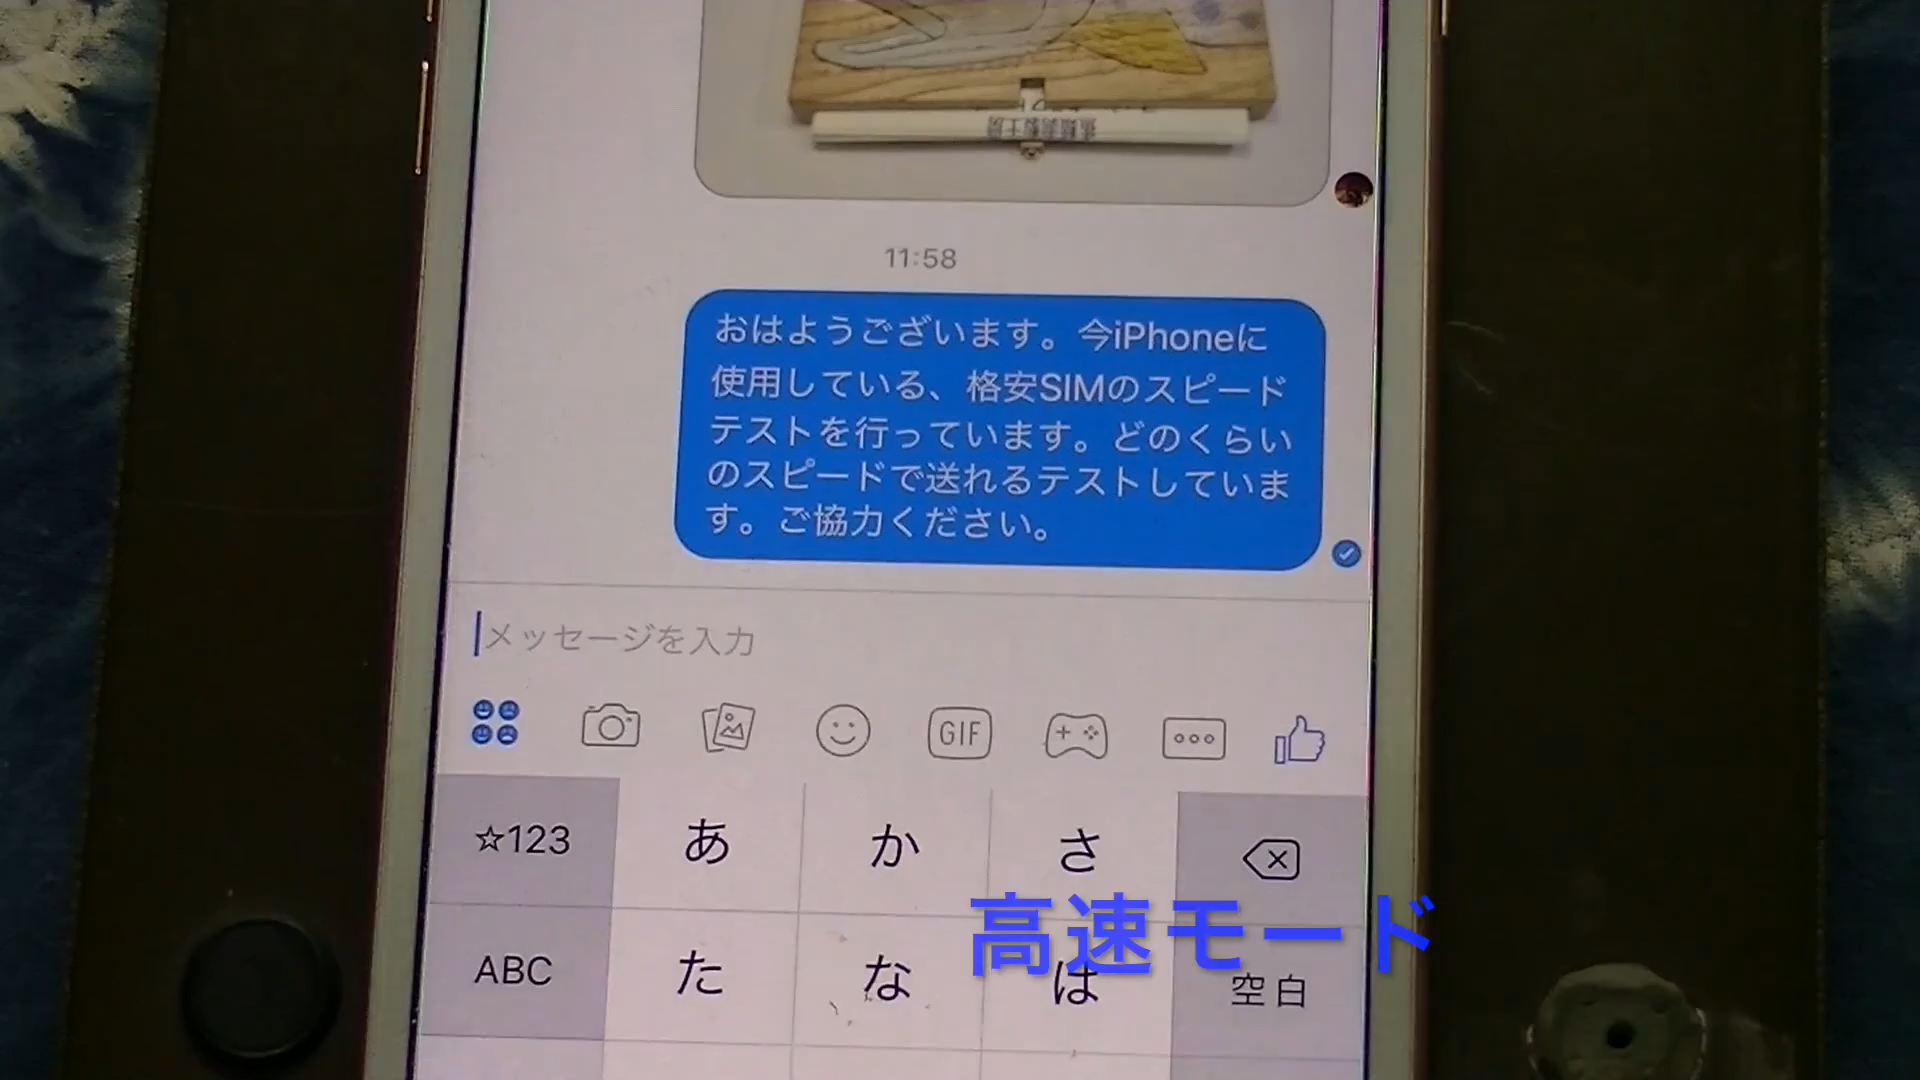 11:58
おはようございます。今iPhoneに
使用している、格安SIMのスピード
テストを行っています。どのくらい
のスピードで送れるテストしていま
す。ご協力ください。
メッセージを入力
GIF
☆123
あ
か
さ
ABC
た
な
は
空白
高速モード